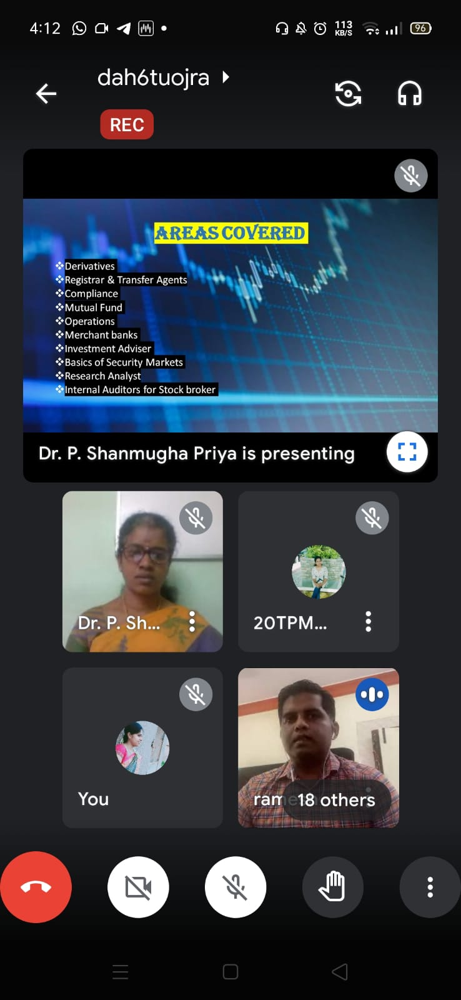 4:12
113
KB/S
96
dah6tuojra
REC
AREAS COVERED
❖Derivatives
❖Registrar & Transfer Agents
❖Compliance
❖Mutual Fund
❖Operations
❖Merchant banks
❖Investment Adviser
❖Basics of Security Markets
❖Research Analyst
❖Internal Auditors for Stock broker
Dr. P. Shanmugha Priya is presenting
Dr. P. Sh...
20TPM...
You
18 others